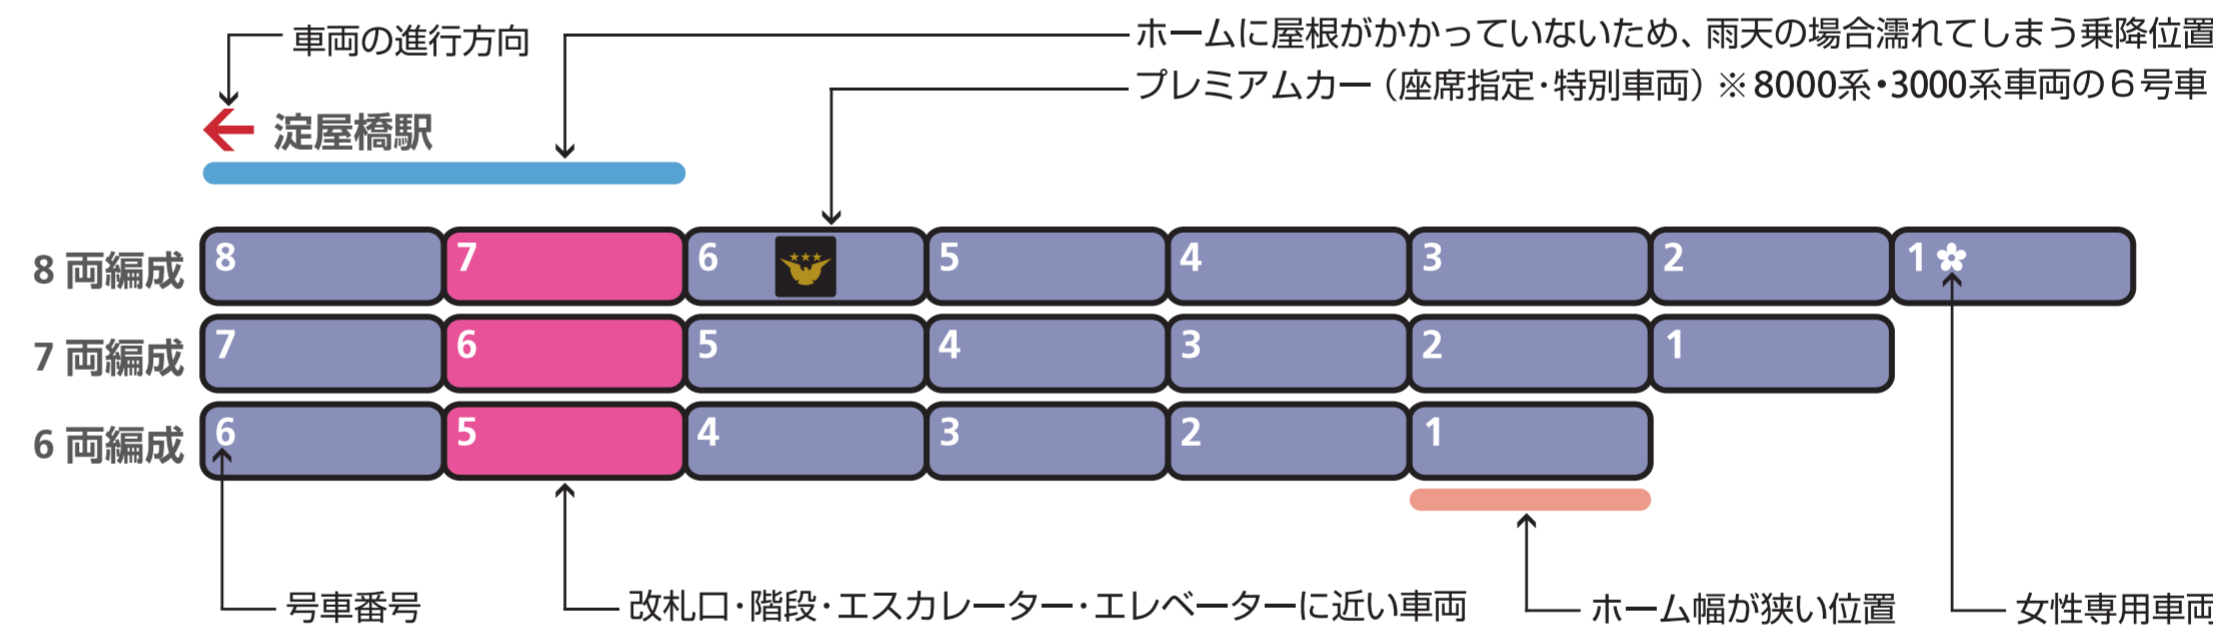 車両の進行方向
ホームに屋根がかかっていないため、雨天の場合濡れてしまう乗降位置
プレミアムカー（座席指定・特別車両）※8000系・3000系車両の６号車
淀屋橋駅
8 両編成 8 7 6 5 4 3 2 1
7 両編成 7 6 5 4 3 2 1
6 両編成 6 5 4 3 2 1
号車番号
改札口・階段・エスカレーター・エレベーターに近い車両
ホーム幅が狭い位置
女性専用車両